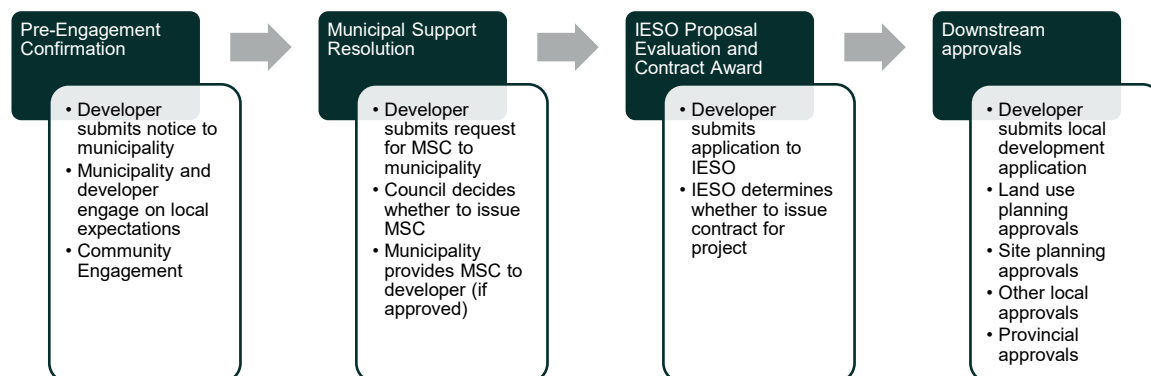 Pre-Engagement
Confirmation
• Developer
submits notice to
municipality
• Municipality and
developer
engage on local
expectations
• Community
Engagement
Municipal Support
Resolution
• Developer
submits request
for MSC to
municipality
• Council decides
whether to issue
MSC
• Municipality
provides MSC to
developer (if
approved)
IESO Proposal
Evaluation and
Contract Award
• Developer
submits
application to
IESO
• IESO determines
whether to issue
contract for
project
Downstream
approvals
• Developer
submits local
development
application
• Land use
planning
approvals
• Site planning
approvals
• Other local
approvals
• Provincial
approvals